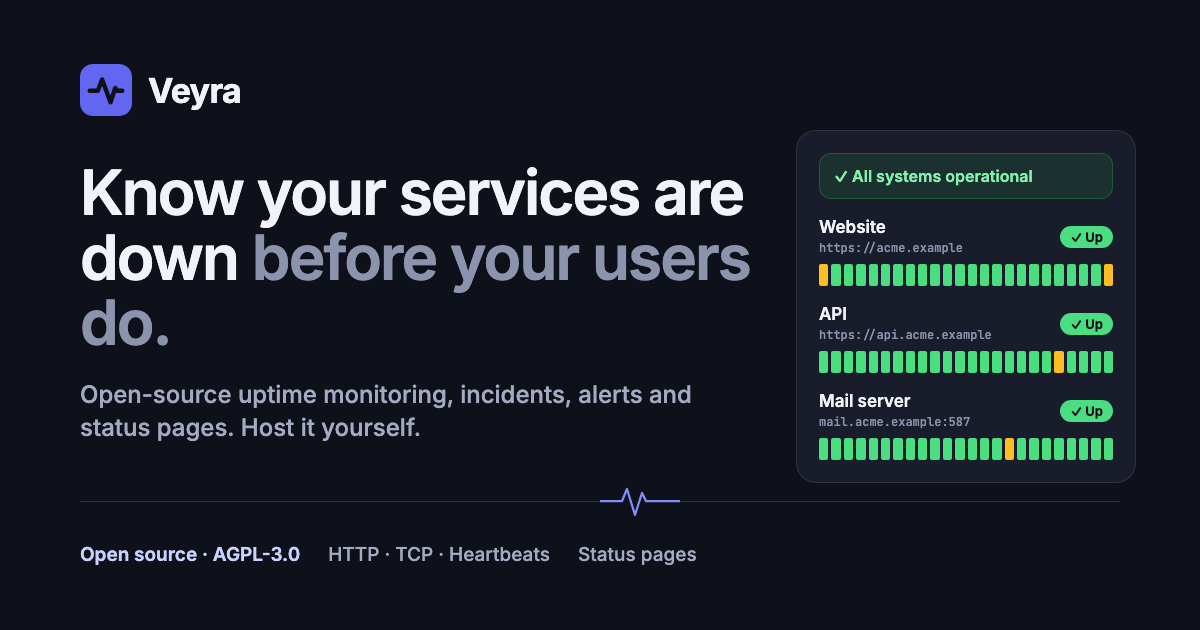 Veyra
Know your services are
down before your users
do.
Open-source uptime monitoring, incidents, alerts and
status pages. Host it yourself.
✓ All systems operational
Website
https://acme.example
✓ Up
API
https://api.acme.example
✓ Up
Mail server
mail.acme.example:587
✓ Up
Open source · AGPL-3.0 HTTP · TCP · Heartbeats Status pages